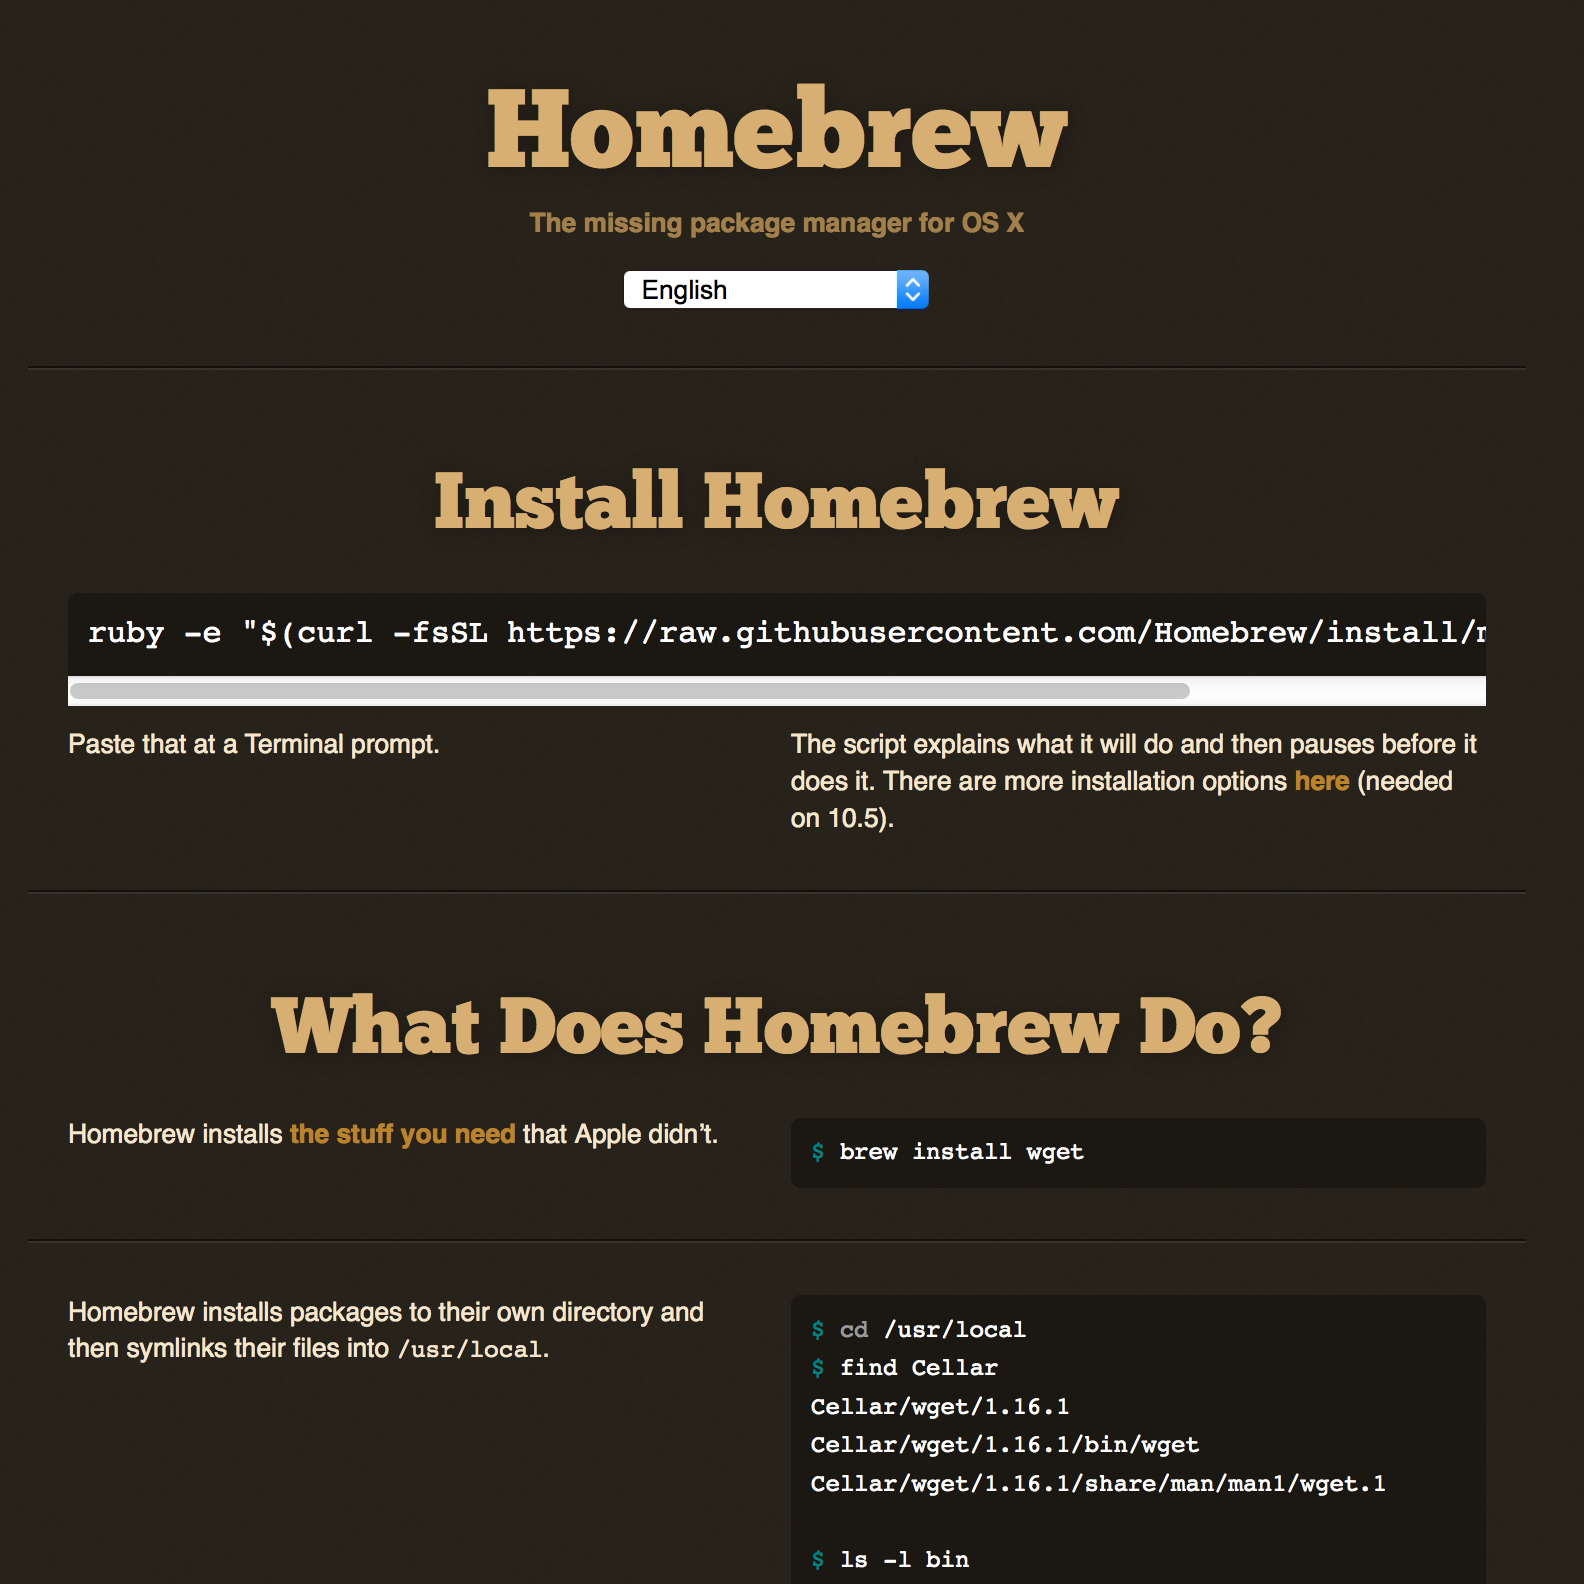 Homebrew
The missing package manager for OS X
English
Install Homebrew
ruby -e "$(curl -fsSL https://raw.githubusercontent.com/Homebrew/install/
Paste that at a Terminal prompt.
The script explains what it will do and then pauses before it
does it. There are more installation options here (needed
on 10.5).
What Does Homebrew Do?
Homebrew installs the stuff you need that Apple didn’t.
$ brew install wget
Homebrew installs packages to their own directory and
then symlinks their files into /usr/local.
$ cd /usr/local
$ find Cellar
Cellar/wget/1.16.1
Cellar/wget/1.16.1/bin/wget
Cellar/wget/1.16.1/share/man/man1/wget.1
$ ls -l bin